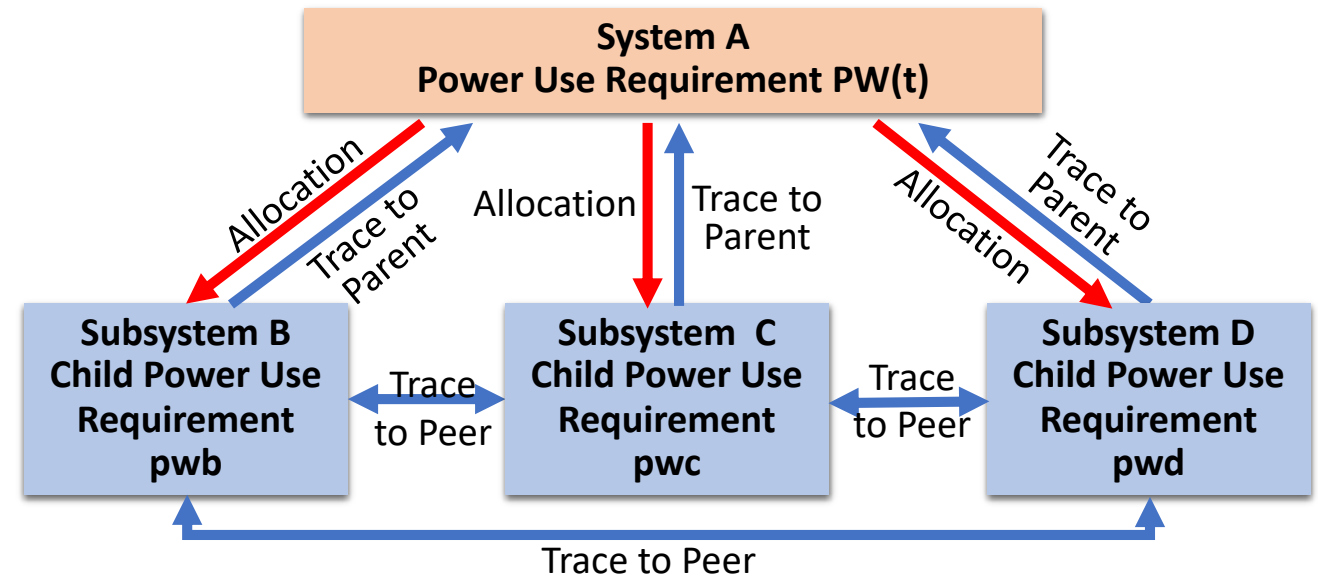 System A
Power Use Requirement PW(t)
Allocation
Trace to
Parent
Allocation
Trace to
Parent
Allocation
Trace to
Parent
Subsystem B
Child Power Use
Requirement
pwb
Trace
to Peer
Subsystem C
Child Power Use
Requirement
pwc
Trace
to Peer
Subsystem D
Child Power Use
Requirement
pwd
Trace to Peer